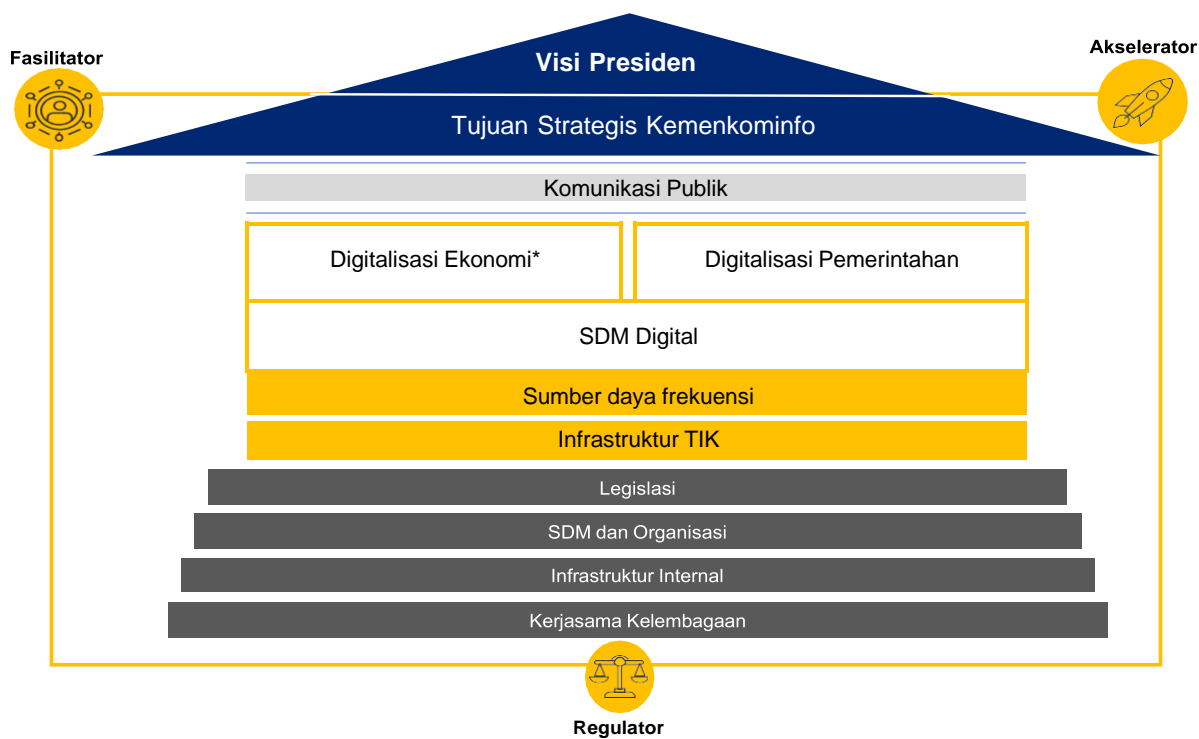 Fasilitator
Akselerator
Visi Presiden
Tujuan Strategis Kemenkominfo
Komunikasi Publik
Digitalisasi Ekonomi*
Digitalisasi Pemerintahan
SDM Digital
Sumber daya frekuensi
Infrastruktur TIK
Legislasi
SDM dan Organisasi
Infrastruktur Internal
Kerjasama Kelembagaan
Regulator